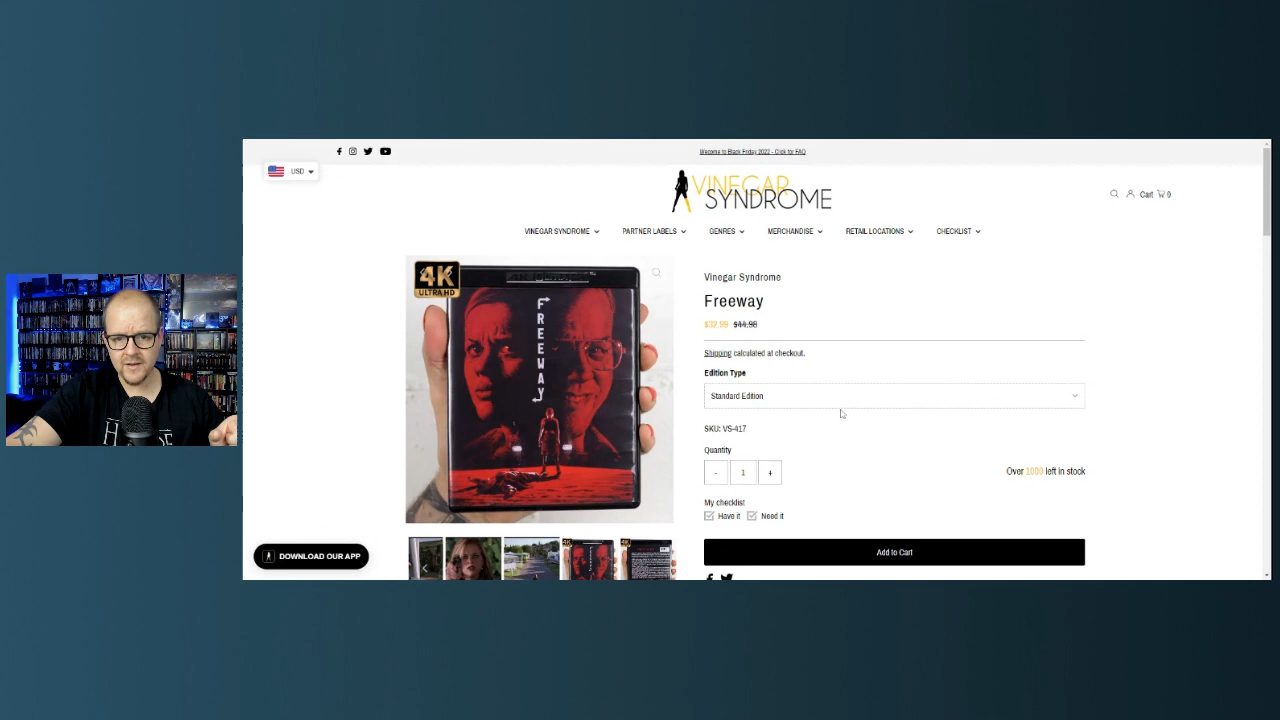 Welcome to Black Friday 2022 - Click for FAQ
USD
VINEGAR
SYNDROME
Cart 0
VINEGAR SYNDROME
PARTNER LABELS
GENRES
MERCHANDISE
RETAIL LOCATIONS
CHECKLIST
4K
ULTRA HD
FREEWAY
Vinegar Syndrome
Freeway
$32.99 $44.98
Shipping calculated at checkout.
Edition Type
Standard Edition
SKU: VS-417
Quantity
- 1 +
Over 1000 left in stock
My checklist
Have it Need it
Add to Cart
DOWNLOAD OUR APP
4K